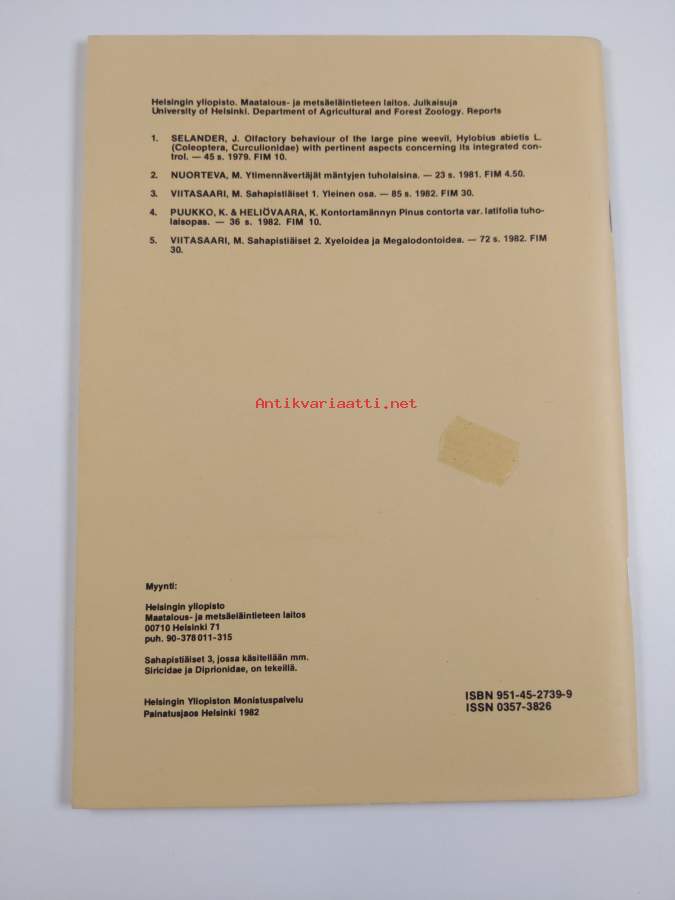 Helsingin yliopisto. Maatalous- ja metsäeläintieteen laitos. Julkaisuja
University of Helsinki. Department of Agricultural and Forest Zoology. Reports
1. SELANDER, J. Olfactory behaviour of the large pine weevil, Hylobius abietis L.
(Coleoptera, Curculionidae) with pertinent aspects concerning its integrated con-
trol. — 45 s. 1979. FIM 10.
2. NUORTEVA, M. Ytimennävertäjät mäntyjen tuholaisina. — 23 s. 1981. FIM 4.50.
3. VIITASAARI, M. Sahapistiäiset 1. Yleinen osa. — 85 s. 1982. FIM 30.
4. PUUKKO, K. & HELIÖVAARA, K. Kontortamännyn Pinus contorta var. latifolia tuho-
laisopas. — 36 s. 1982. FIM 10.
5. VIITASAARI, M. Sahapistiäiset 2. Xyeloidea ja Megalodontoidea. — 72 s. 1982. FIM
30.
Antikvariaatti.net
Myynti:
Helsingin yliopisto
Maatalous- ja metsäeläintieteen laitos
00710 Helsinki 71
puh. 90-378011-315
Sahapistiäiset 3, jossa käsitellään mm.
Siricidae ja Diprionidae, on tekeillä.
Helsingin Yliopiston Monistuspalvelu
Painatusjaos Helsinki 1982
ISBN 951-45-2739-9
ISSN 0357-3826